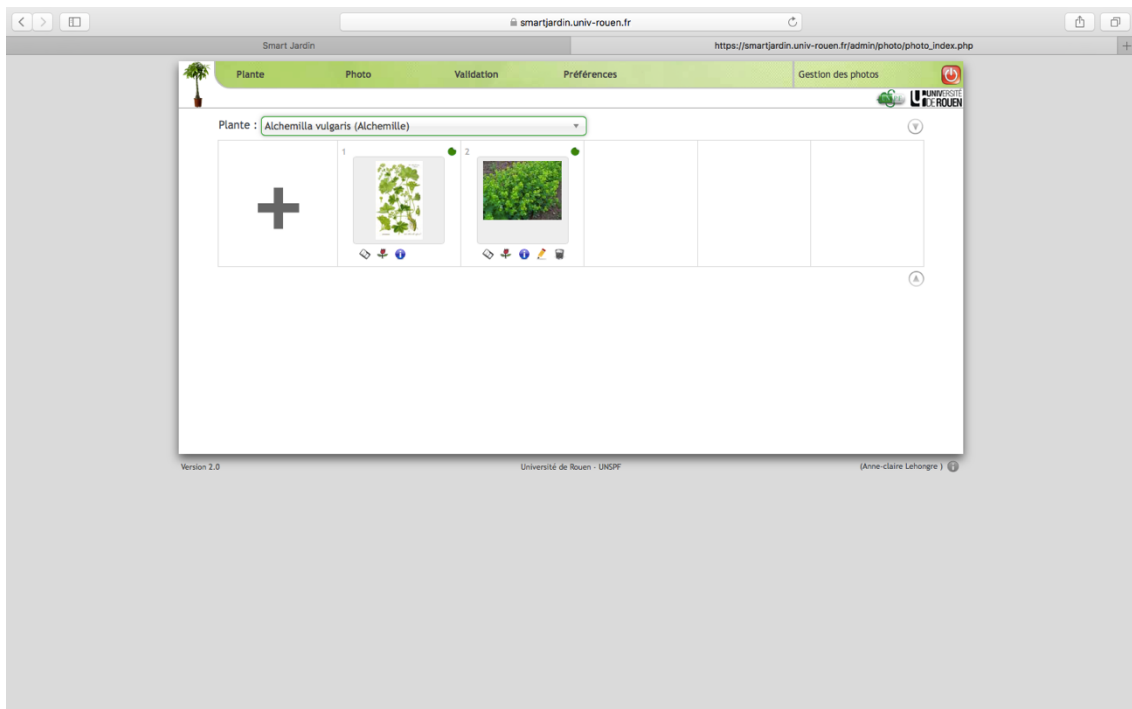 smartjardin.univ-rouen.fr
Smart Jardin
https://smartjardin.univ-rouen.fr/admin/photo/photo_index.php
Plante Photo Validation Préférences Gestion des photos
UNIVERSITÉ
DE ROUEN
Plante : Alchemilla vulgaris (Alchemille)
1 2
Version 2.0 Université de Rouen - UNSPF (Anne-claire Lehongre )